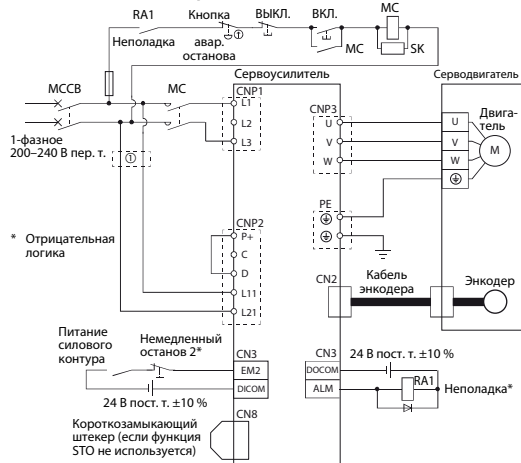 RA1
Кнопка
ВЫКЛ.
ВКЛ.
MC
Неполадка
авар.
останова
MC
SK
①
MCCB
MC
1-фазное
200–240 В пер. т.
①
* Отрицательная
логика
Сервоусилитель
Серводвигатель
CNP1
L1
L2
L3
CNP3
U
V
W
U
V
W
Двига-
тель
M
PE
CNP2
P+
C
D
L11
L21
CN2
Кабель
энкодера
Энкодер
Питание
силового
контура
Немедленный
останов 2*
CN3
EM2
DICOM
24 В пост. т. ±10 %
CN3
DOCOM
ALM
24 В пост. т. ±10 %
RA1
Неполадка*
CN8
Короткозамыкающий
штекер (если функция
STO не используется)